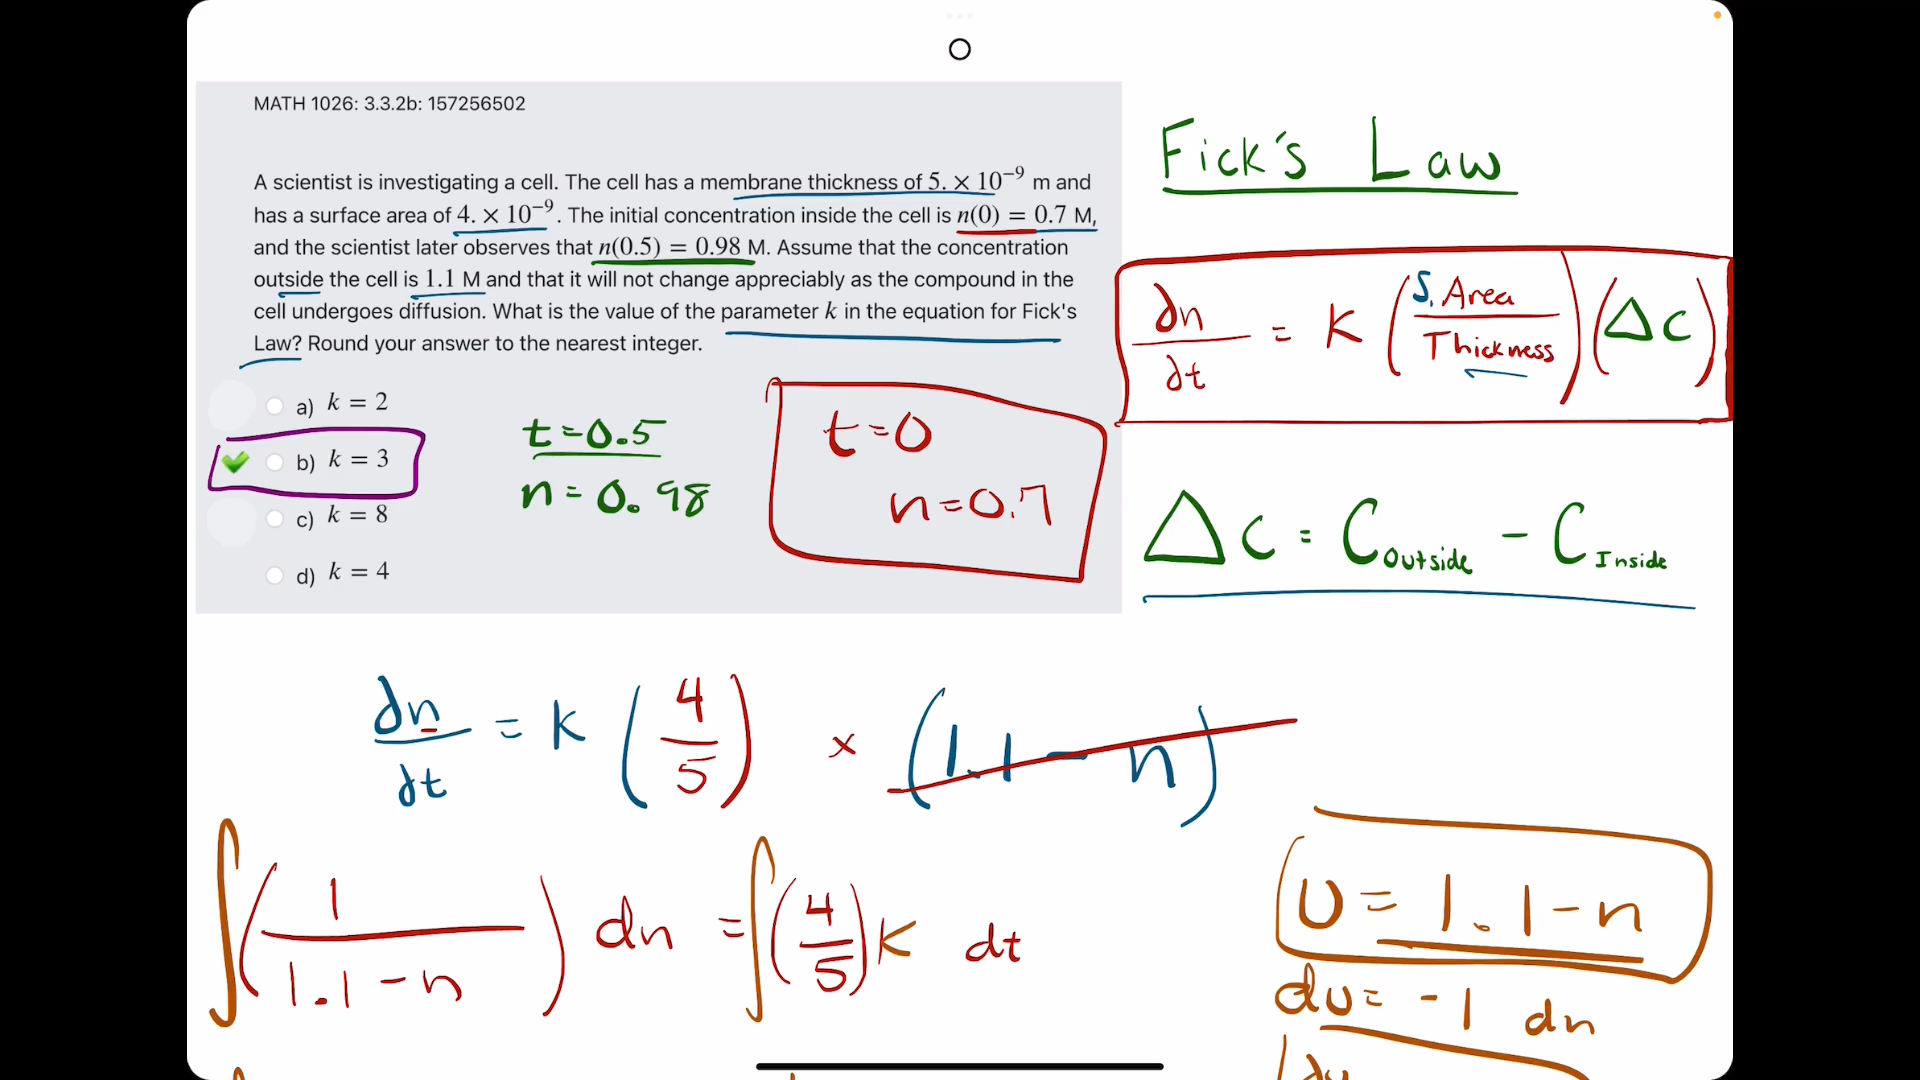 MATH 1026: 3.3.2b: 157256502
A scientist is investigating a cell. The cell has a membrane thickness of 5. × 10⁻⁹ m and
has a surface area of 4. × 10⁻⁹. The initial concentration inside the cell is n(0) = 0.7 M,
and the scientist later observes that n(0.5) = 0.98 M. Assume that the concentration
outside the cell is 1.1 M and that it will not change appreciably as the compound in the
cell undergoes diffusion. What is the value of the parameter k in the equation for Fick's
Law? Round your answer to the nearest integer.
a) k = 2
b) k = 3
c) k = 8
d) k = 4
t=0.5
n=0.98
t=0
n=0.7
Fick's Law
dn/dt = K (S. Area/Thickness) (ΔC)
ΔC = C Outside − C Inside
dn/dt = K (4/5) × (1.1 − n)
∫(1/(1.1−n)) dn = ∫(4/5)K dt
U = 1.1−n
du = −1 dn